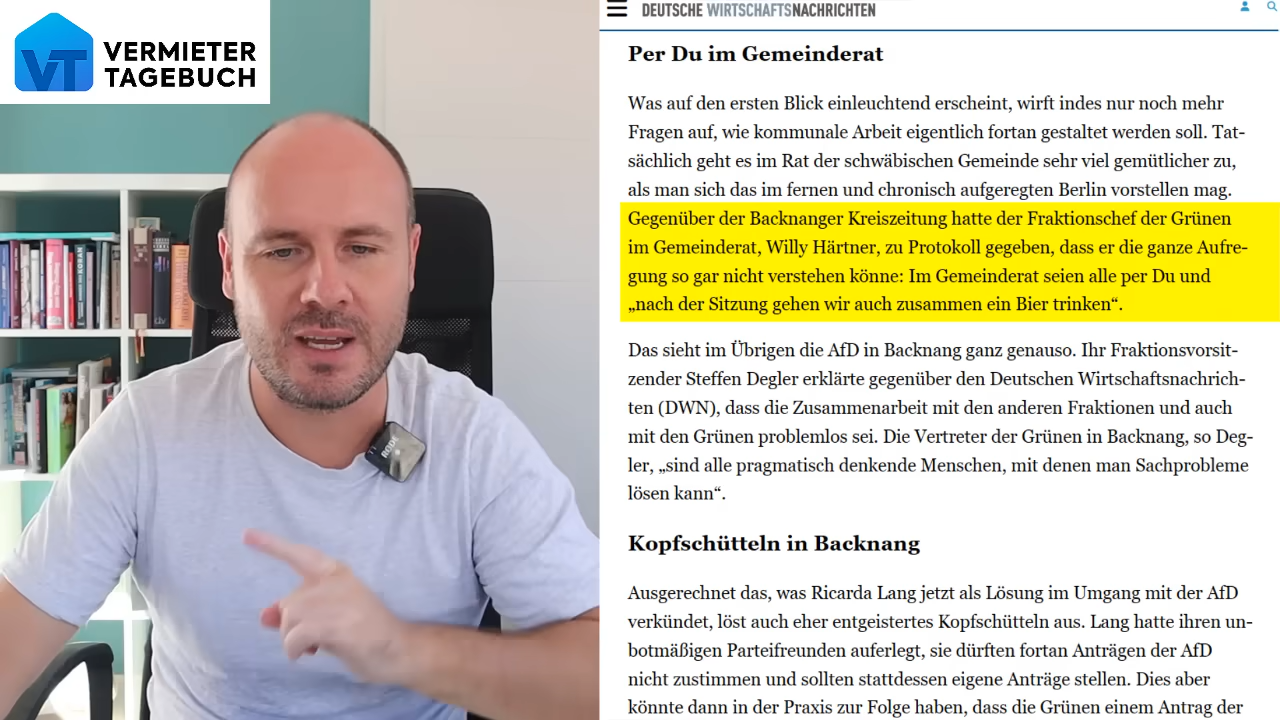 VT VERMIETER
TAGEBUCH
RODE
DEUTSCHE WIRTSCHAFTSNACHRICHTEN
Per Du im Gemeinderat
Was auf den ersten Blick einleuchtend erscheint, wirft indes nur noch mehr
Fragen auf, wie kommunale Arbeit eigentlich fortan gestaltet werden soll. Tat-
sächlich geht es im Rat der schwäbischen Gemeinde sehr viel gemütlicher zu,
als man sich das im fernen und chronisch aufgeregten Berlin vorstellen mag.
Gegenüber der Backnanger Kreiszeitung hatte der Fraktionschef der Grünen
im Gemeinderat, Willy Härtner, zu Protokoll gegeben, dass er die ganze Aufre-
gung so gar nicht verstehen könne: Im Gemeinderat seien alle per Du und
„nach der Sitzung gehen wir auch zusammen ein Bier trinken“.
Das sieht im Übrigen die AfD in Backnang ganz genauso. Ihr Fraktionsvorsit-
zender Steffen Degler erklärte gegenüber den Deutschen Wirtschaftsnachrich-
ten (DWN), dass die Zusammenarbeit mit den anderen Fraktionen und auch
mit den Grünen problemlos sei. Die Vertreter der Grünen in Backnang, so Deg-
ler, „sind alle pragmatisch denkende Menschen, mit denen man Sachprobleme
lösen kann“.
Kopfschütteln in Backnang
Ausgerechnet das, was Ricarda Lang jetzt als Lösung im Umgang mit der AfD
verkündet, löst auch eher entgeistertes Kopfschütteln aus. Lang hatte ihren un-
botmäßigen Parteifreunden auferlegt, sie dürften fortan Anträgen der AfD
nicht zustimmen und sollten stattdessen eigene Anträge stellen. Dies aber
könnte dann in der Praxis zur Folge haben, dass die Grünen einem Antrag der